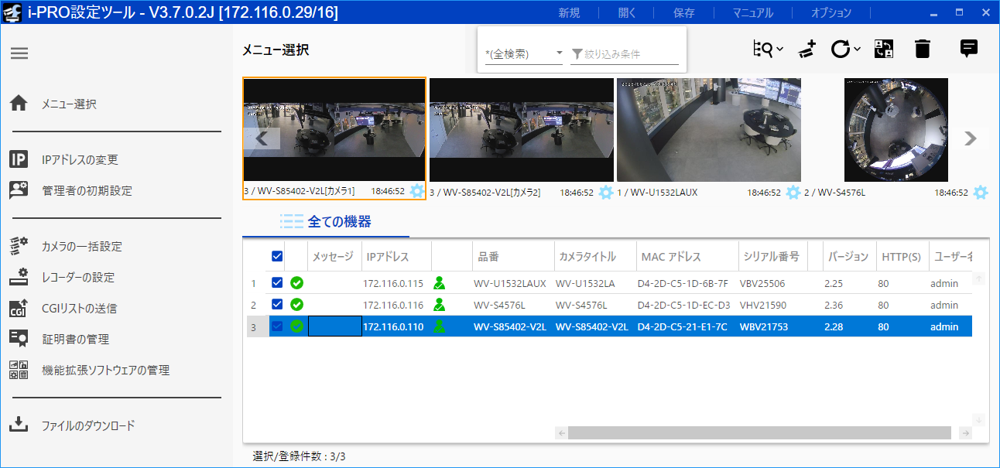 i-PRO設定ツール - V3.7.0.2J [172.116.0.29/16]
新規 開く 保存 マニュアル オプション
メニュー選択
*(全検索) 絞り込み条件
メニュー選択
IPアドレスの変更
管理者の初期設定
カメラの一括設定
レコーダーの設定
CGIリストの送信
証明書の管理
機能拡張ソフトウェアの管理
ファイルのダウンロード
3 / WV-S85402-V2L[カメラ1] 18:46:52
3 / WV-S85402-V2L[カメラ2] 18:46:52
1 / WV-U1532LAUX 18:46:52
2 / WV-S4576L 18:46:52
全ての機器
メッセージ IPアドレス 品番 カメラタイトル MAC アドレス シリアル番号 バージョン HTTP(S) ユーザー名
1 172.116.0.115 WV-U1532LAUX WV-U1532LA D4-2D-C5-1D-6B-7F VBV25506 2.25 80 admin
2 172.116.0.116 WV-S4576L WV-S4576L D4-2D-C5-1D-EC-D3 VHV21590 2.36 80 admin
3 172.116.0.110 WV-S85402-V2L WV-S85402-V2L D4-2D-C5-21-E1-7C WBV21753 2.28 80 admin
選択/登録件数 : 3/3